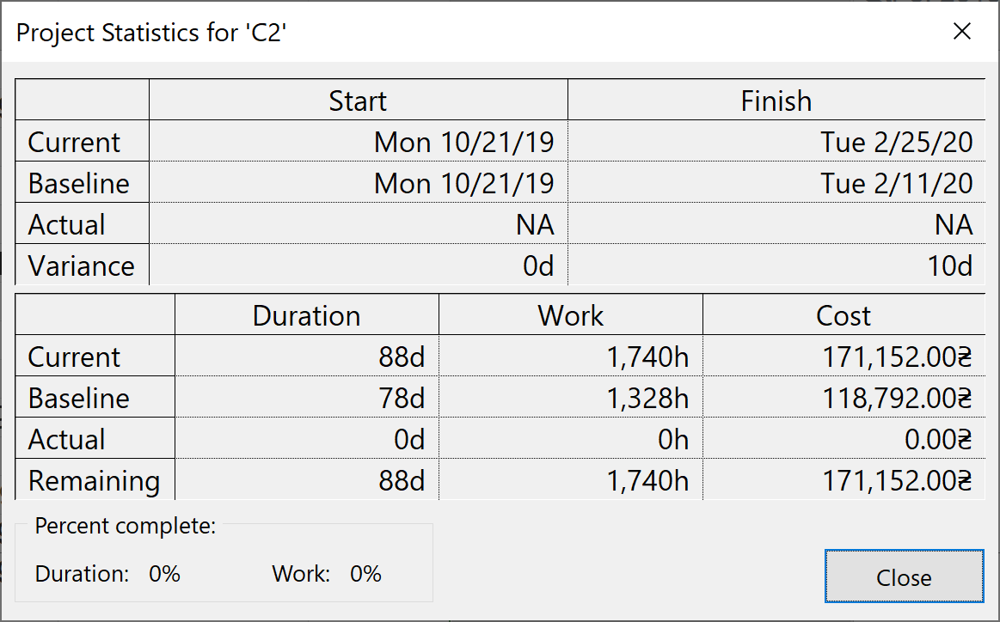 Project Statistics for 'C2'
Start Finish
Current Mon 10/21/19 Tue 2/25/20
Baseline Mon 10/21/19 Tue 2/11/20
Actual NA NA
Variance 0d 10d
Duration Work Cost
Current 88d 1,740h 171,152.00₴
Baseline 78d 1,328h 118,792.00₴
Actual 0d 0h 0.00₴
Remaining 88d 1,740h 171,152.00₴
Percent complete:
Duration: 0% Work: 0%
Close